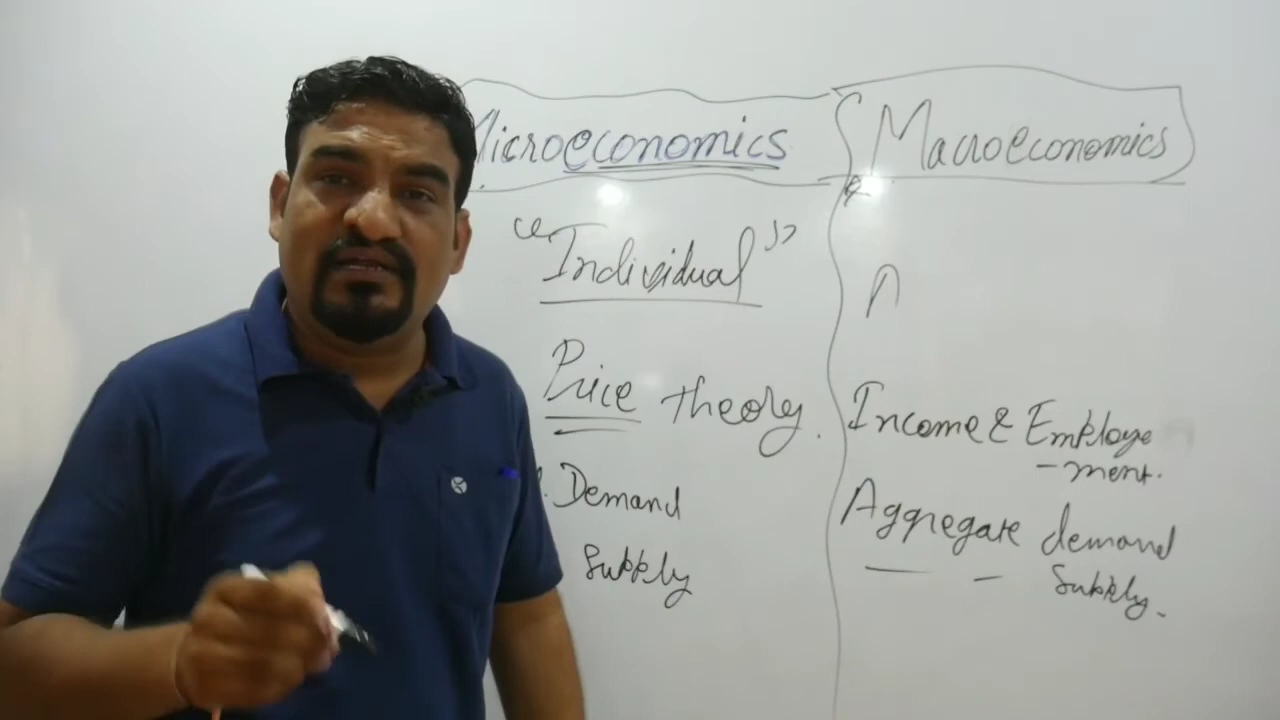 Microeconomics
Macroeconomics
"Individual"
Price theory.
Income & Employe
-ment.
Demand
Supply
Aggregate demand
Supply.